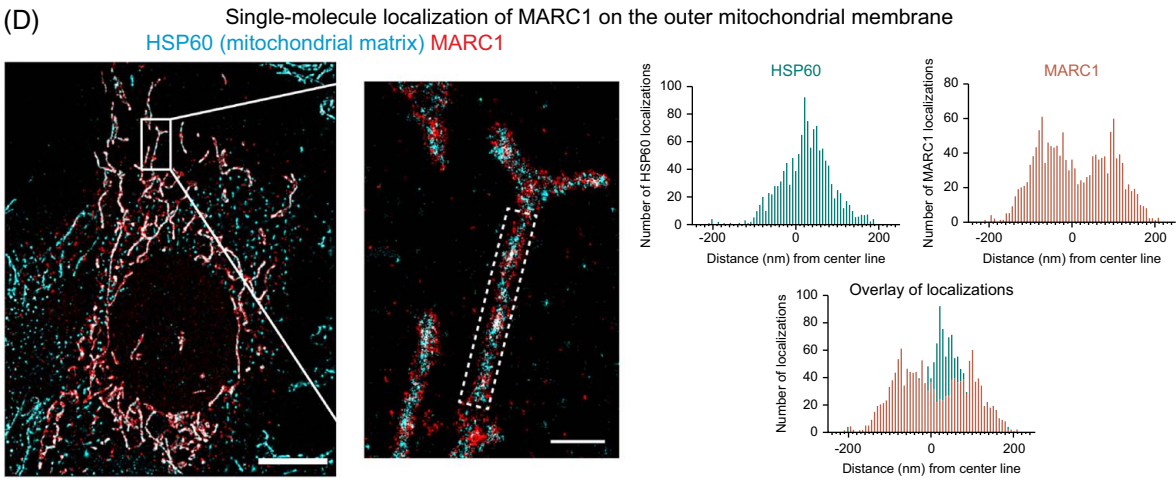 (D)
Single-molecule localization of MARC1 on the outer mitochondrial membrane
HSP60 (mitochondrial matrix) MARC1
HSP60
Number of HSP60 localizations
100
80
60
40
20
0
-200 0 200
Distance (nm) from center line
MARC1
Number of MARC1 localizations
80
60
40
20
0
-200 0 200
Distance (nm) from center line
Overlay of localizations
Number of localizations
100
80
60
40
20
0
-200 0 200
Distance (nm) from center line